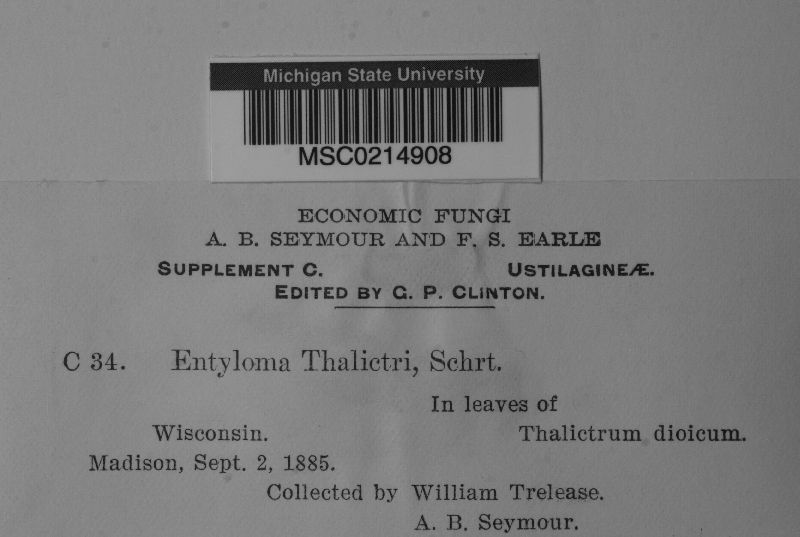 Michigan State University
MSC0214908
ECONOMIC FUNGI
A. B. SEYMOUR AND F. S. EARLE
SUPPLEMENT C. USTILAGINEÆ.
EDITED BY G. P. CLINTON.
C 34. Entyloma Thalictri, Schrt.
In leaves of
Wisconsin. Thalictrum dioicum.
Madison, Sept. 2, 1885.
Collected by William Trelease.
A. B. Seymour.